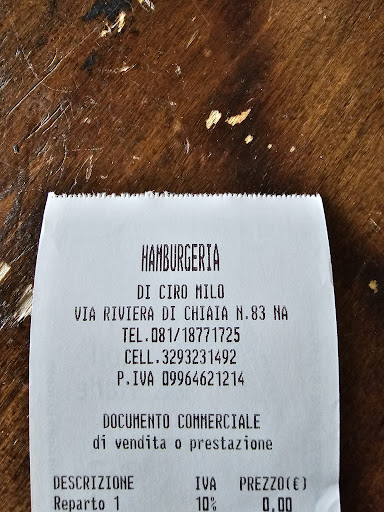 HAMBURGERIA
DI CIRO MILO
VIA RIVIERA DI CHIAIA N.83 NA
TEL.081/18771725
CELL.3293231492
P.IVA 09964621214
DOCUMENTO COMMERCIALE
di vendita o prestazione
DESCRIZIONE IVA PREZZO(€)
Reparto 1 10% 0,00